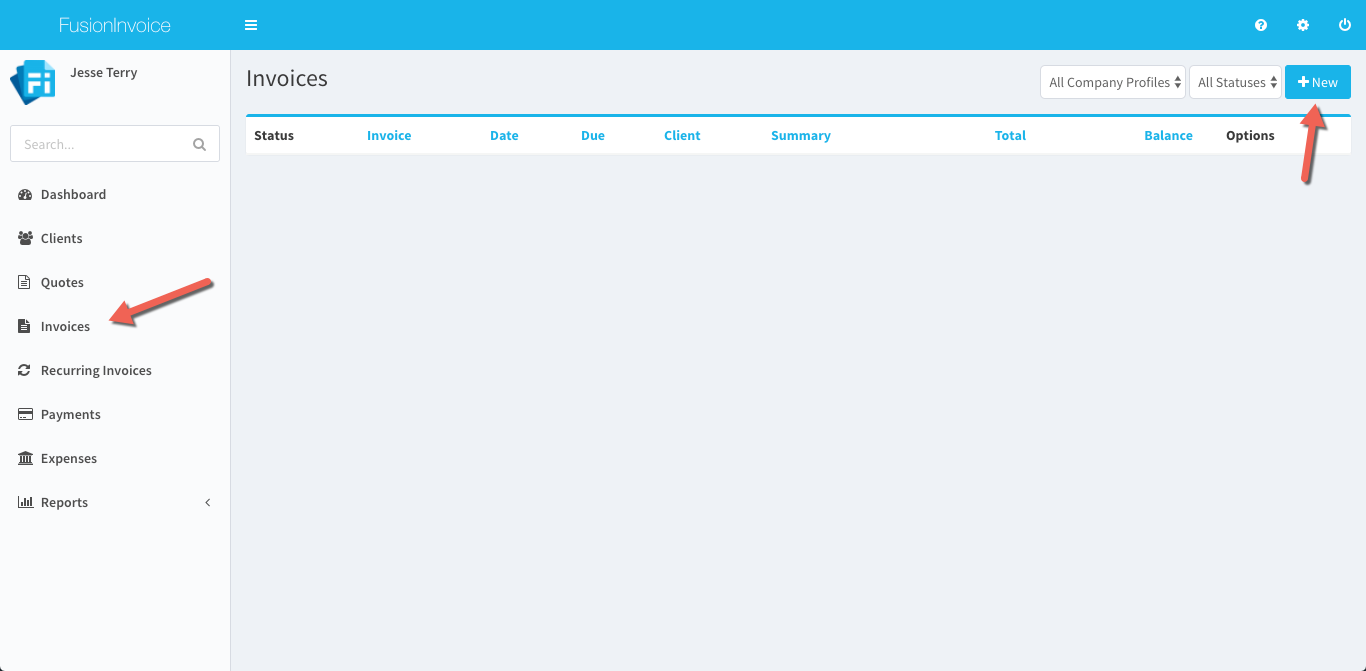 FusionInvoice
Jesse Terry
Search...
Dashboard
Clients
Quotes
Invoices
Recurring Invoices
Payments
Expenses
Reports
Invoices
All Company Profiles All Statuses New
Status Invoice Date Due Client Summary Total Balance Options